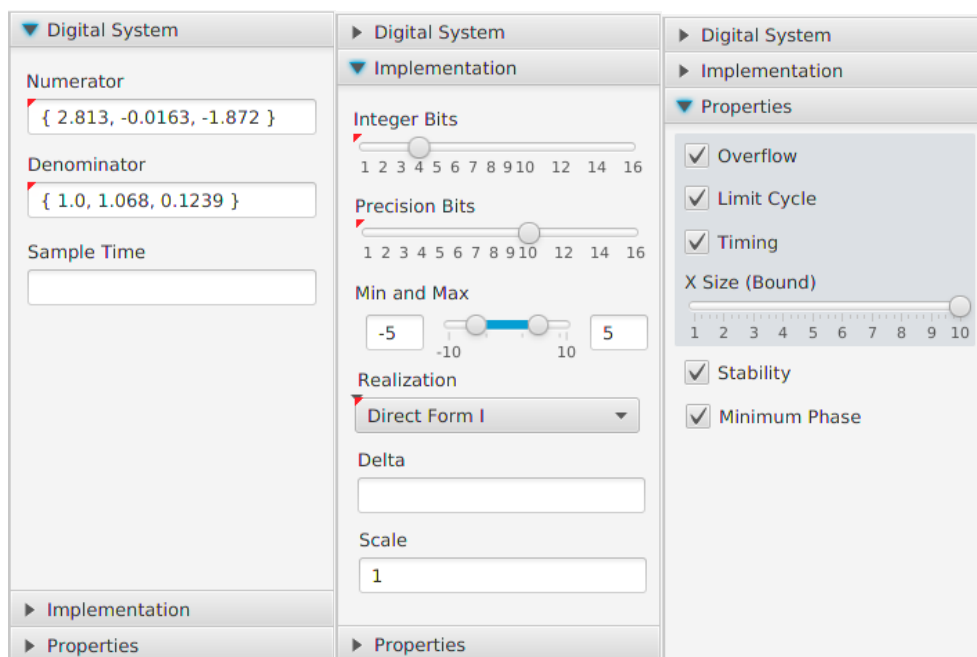 Digital System
Numerator
{ 2.813, -0.0163, -1.872 }
Denominator
{ 1.0, 1.068, 0.1239 }
Sample Time
Implementation
Properties
Digital System
Implementation
Integer Bits
1 2 3 4 5 6 7 8 9 10 12 14 16
Precision Bits
1 2 3 4 5 6 7 8 9 10 12 14 16
Min and Max
-5 5
-10 10
Realization
Direct Form I
Delta
Scale
1
Properties
Digital System
Implementation
Properties
Overflow
Limit Cycle
Timing
X Size (Bound)
1 2 3 4 5 6 7 8 9 10
Stability
Minimum Phase